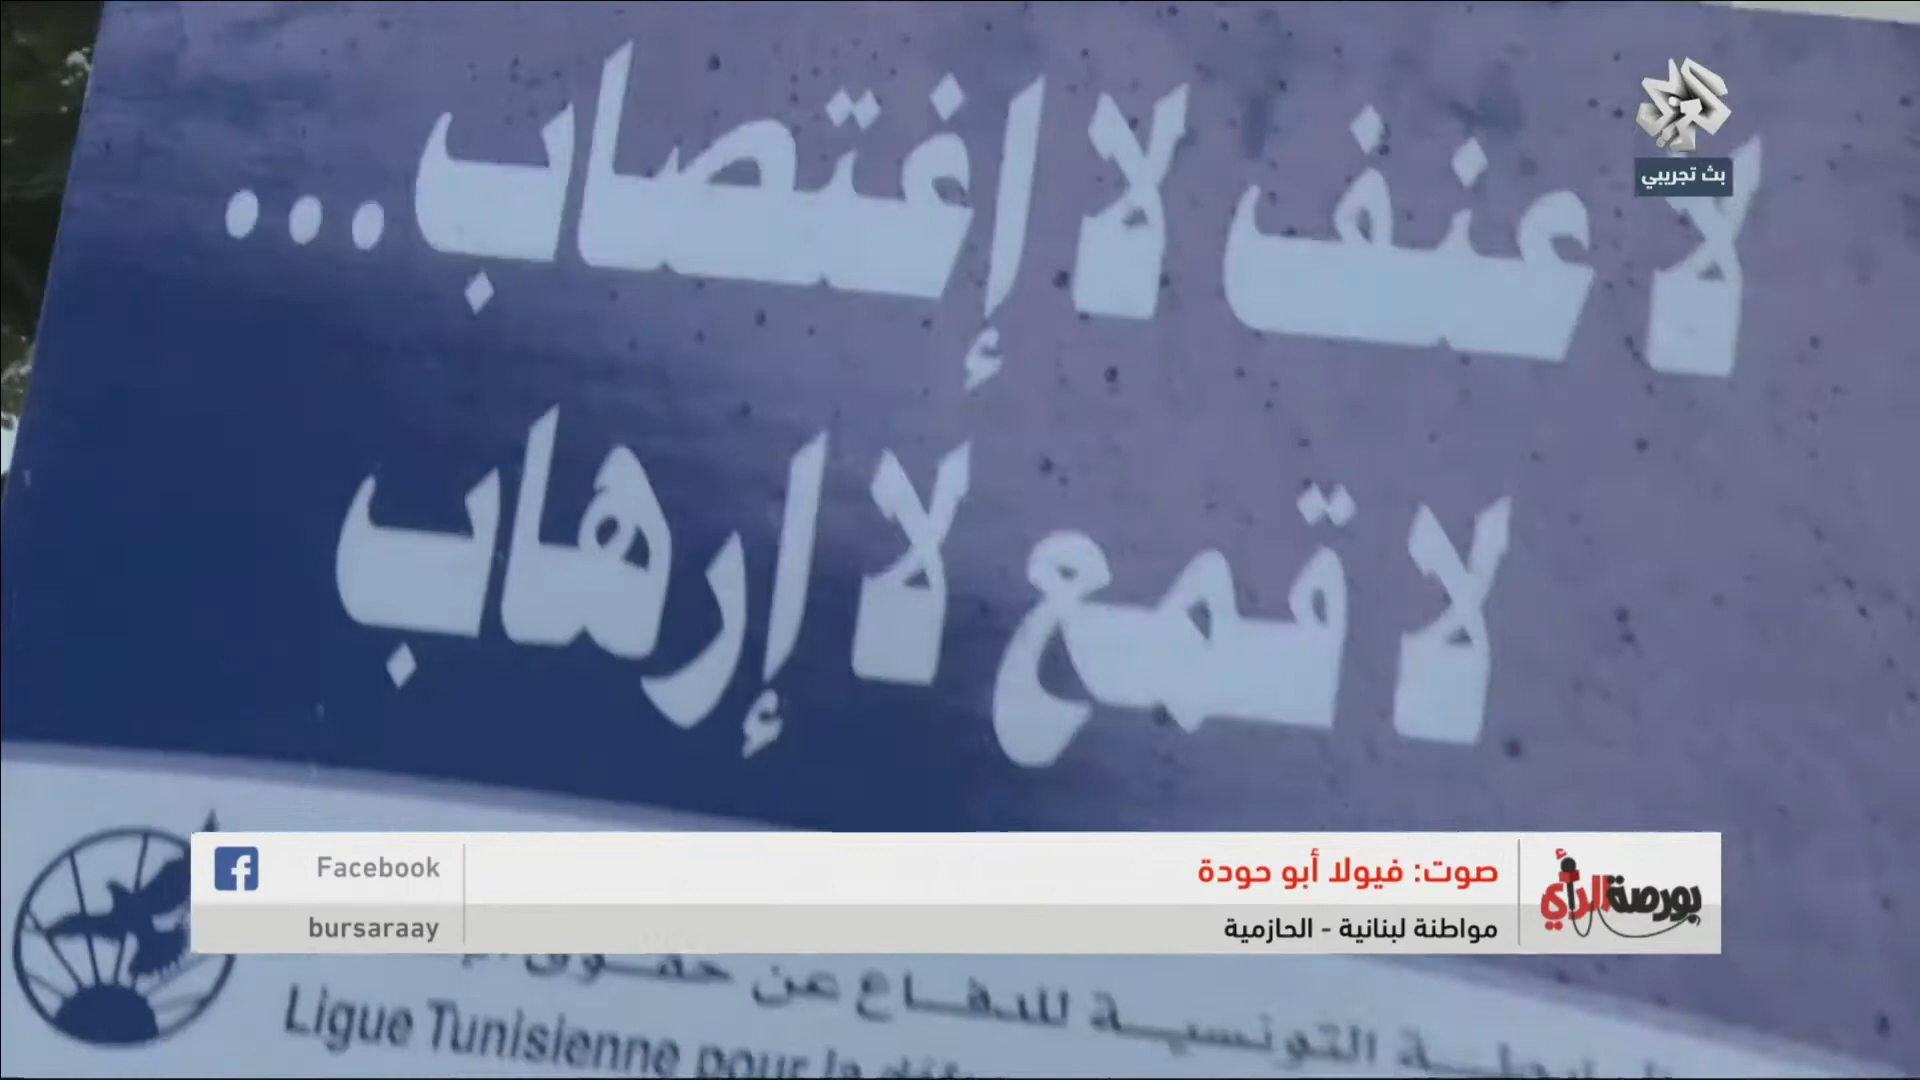 العربي
بث تجريبي
لا عنف لا إغتصاب...
لا قمع لا إرهاب
صوت: فيولا أبو حودة
مواطنة لبنانية - الحازمية
بورصة الرأي
Facebook
bursaraay
التونسية للدفاع عن حقوق
Ligue Tunisienne pour la